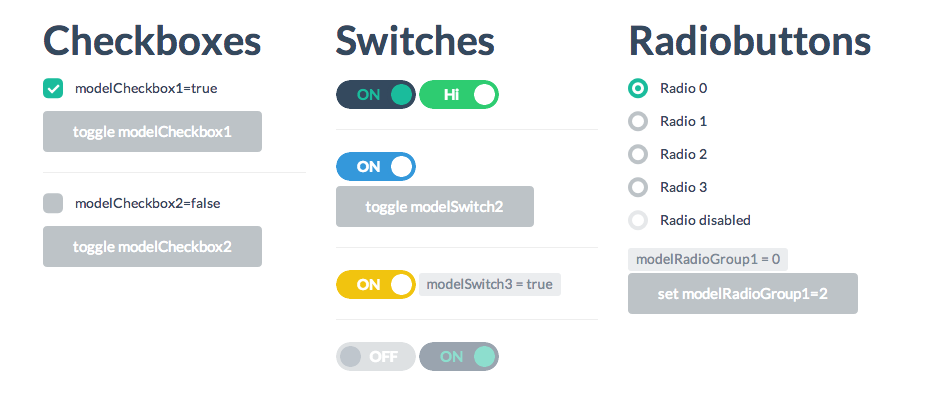 Checkboxes
modelCheckbox1=true
toggle modelCheckbox1
modelCheckbox2=false
toggle modelCheckbox2
Switches
ON Hi
ON
toggle modelSwitch2
ON modelSwitch3 = true
OFF ON
Radiobuttons
Radio 0
Radio 1
Radio 2
Radio 3
Radio disabled
modelRadioGroup1 = 0
set modelRadioGroup1=2